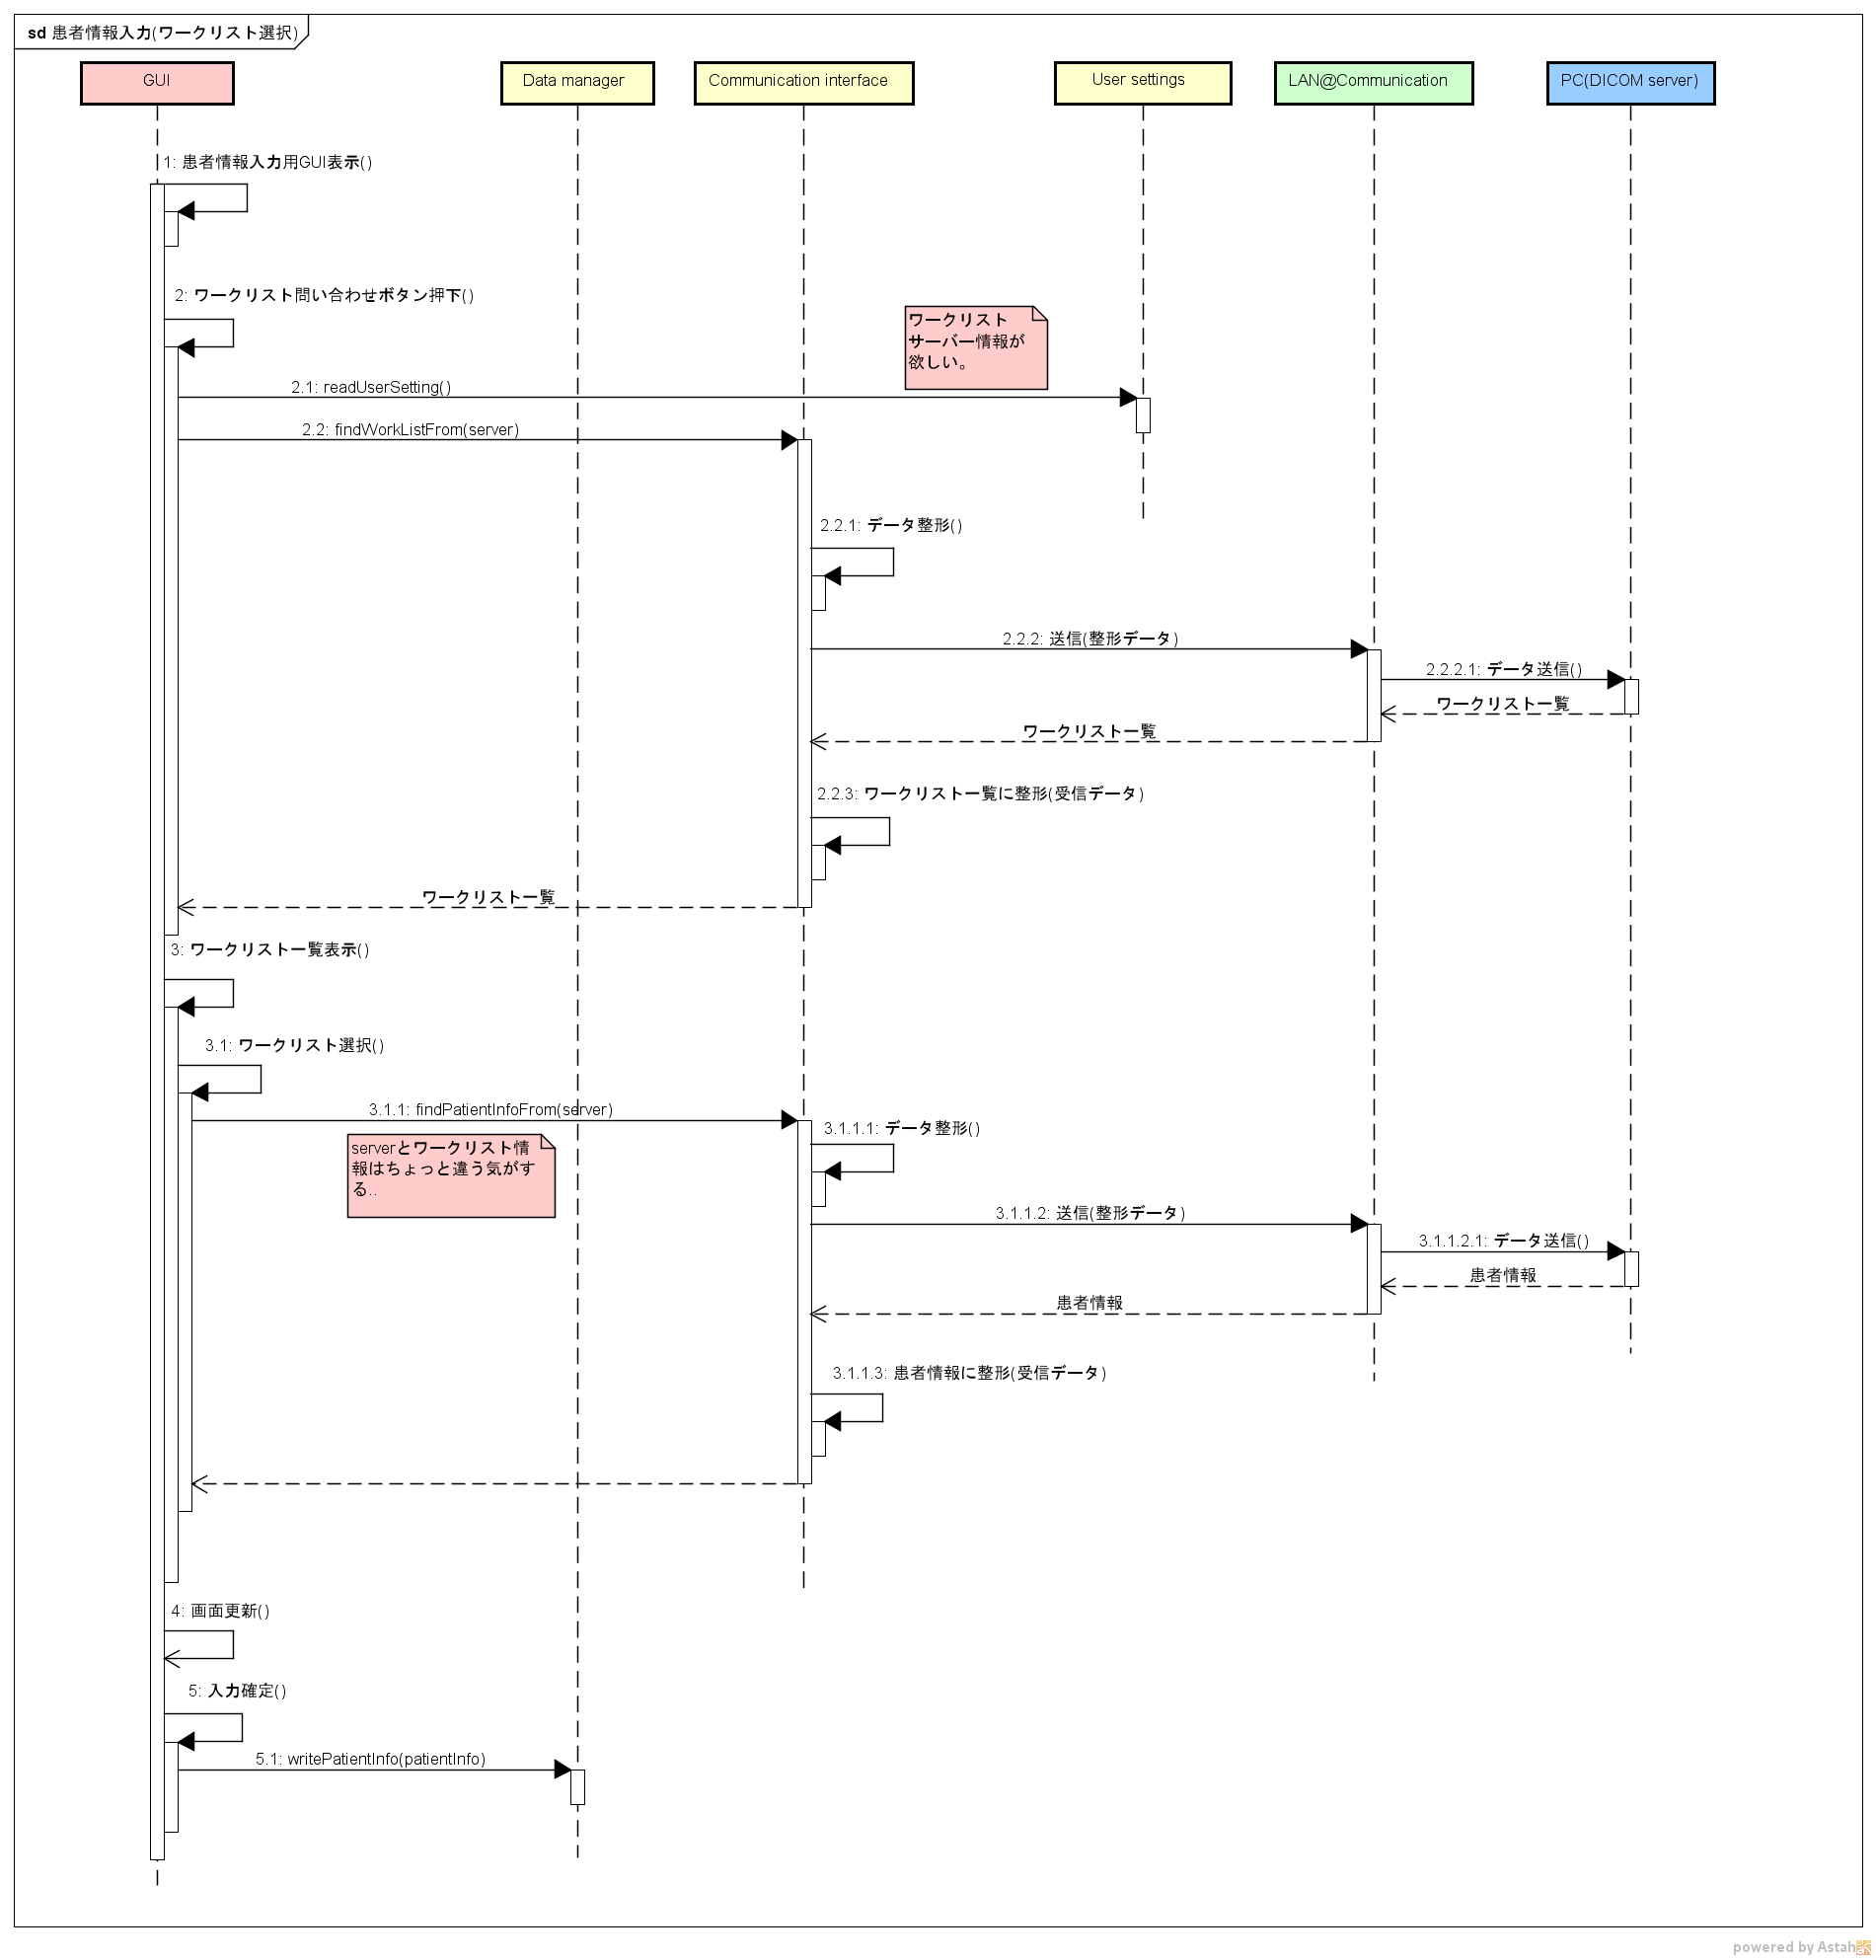 sd 患者情報入力(ワークリスト選択)
GUI
Data manager
Communication interface
User settings
LAN@Communication
PC(DICOM server)
1: 患者情報入力用GUI表示()
2: ワークリスト問い合わせボタン押下()
ワークリスト
サーバー情報が
欲しい。
2.1: readUserSetting()
2.2: findWorkListFrom(server)
2.2.1: データ整形()
2.2.2: 送信(整形データ)
2.2.2.1: データ送信()
ワークリスト一覧
ワークリスト一覧
2.2.3: ワークリスト一覧に整形(受信データ)
ワークリスト一覧
3: ワークリスト一覧表示()
3.1: ワークリスト選択()
3.1.1: findPatientInfoFrom(server)
3.1.1.1: データ整形()
serverとワークリスト情
報はちょっと違う気がす
る..
3.1.1.2: 送信(整形データ)
3.1.1.2.1: データ送信()
患者情報
患者情報
3.1.1.3: 患者情報に整形(受信データ)
4: 画面更新()
5: 入力確定()
5.1: writePatientInfo(patientInfo)
powered by Astah